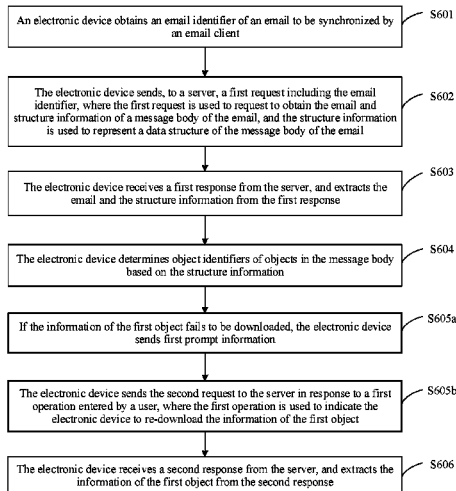 An electronic device obtains an email identifier of an email to be synchronized by
an email client
S601
The electronic device sends, to a server, a first request including the email
identifier, where the first request is used to request to obtain the email and
structure information of a message body of the email, and the structure information
is used to represent a data structure of the message body of the email
S602
The electronic device receives a first response from the server, and extracts the
email and the structure information from the first response
S603
The electronic device determines object identifiers of objects in the message body
based on the structure information
S604
If the information of the first object fails to be downloaded, the electronic device
sends first prompt information
S605a
The electronic device sends the second request to the server in response to a first
operation entered by a user, where the first operation is used to indicate the
electronic device to re-download the information of the first object
S605b
The electronic device receives a second response from the server, and extracts the
information of the first object from the second response
S606